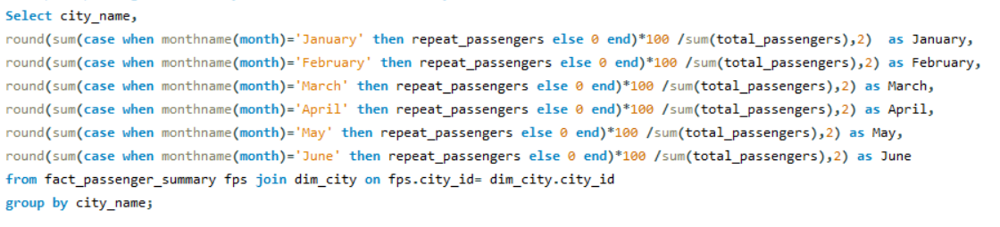 Select city_name,
round(sum(case when monthname(month)='January' then repeat_passengers else 0 end)*100 /sum(total_passengers),2)  as January,
round(sum(case when monthname(month)='February' then repeat_passengers else 0 end)*100 /sum(total_passengers),2) as February,
round(sum(case when monthname(month)='March' then repeat_passengers else 0 end)*100 /sum(total_passengers),2) as March,
round(sum(case when monthname(month)='April' then repeat_passengers else 0 end)*100 /sum(total_passengers),2) as April,
round(sum(case when monthname(month)='May' then repeat_passengers else 0 end)*100 /sum(total_passengers),2) as May,
round(sum(case when monthname(month)='June' then repeat_passengers else 0 end)*100 /sum(total_passengers),2) as June
from fact_passenger_summary fps join dim_city on fps.city_id= dim_city.city_id
group by city_name;